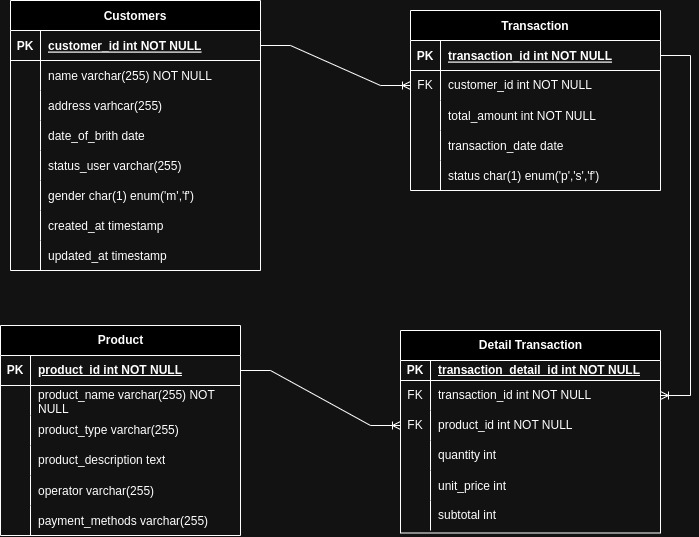 Customers
PK customer_id int NOT NULL
name varchar(255) NOT NULL
address varhcar(255)
date_of_brith date
status_user varchar(255)
gender char(1) enum('m','f')
created_at timestamp
updated_at timestamp
Transaction
PK transaction_id int NOT NULL
FK customer_id int NOT NULL
total_amount int NOT NULL
transaction_date date
status char(1) enum('p','s','f')
Product
PK product_id int NOT NULL
product_name varchar(255) NOT
NULL
product_type varchar(255)
product_description text
operator varchar(255)
payment_methods varchar(255)
Detail Transaction
PK transaction_detail_id int NOT NULL
FK transaction_id int NOT NULL
FK product_id int NOT NULL
quantity int
unit_price int
subtotal int